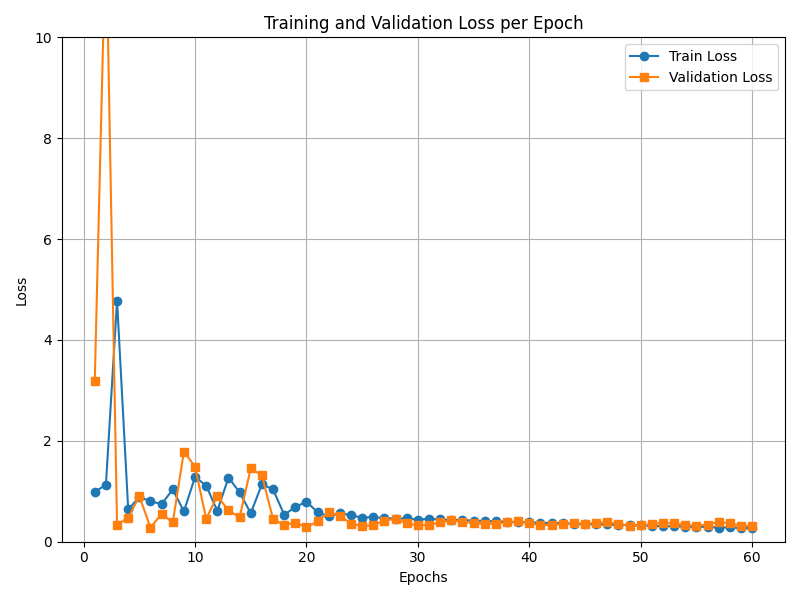 Training and Validation Loss per Epoch
Train Loss
Validation Loss
10
8
6
4
2
0
Loss
0 10 20 30 40 50 60
Epochs